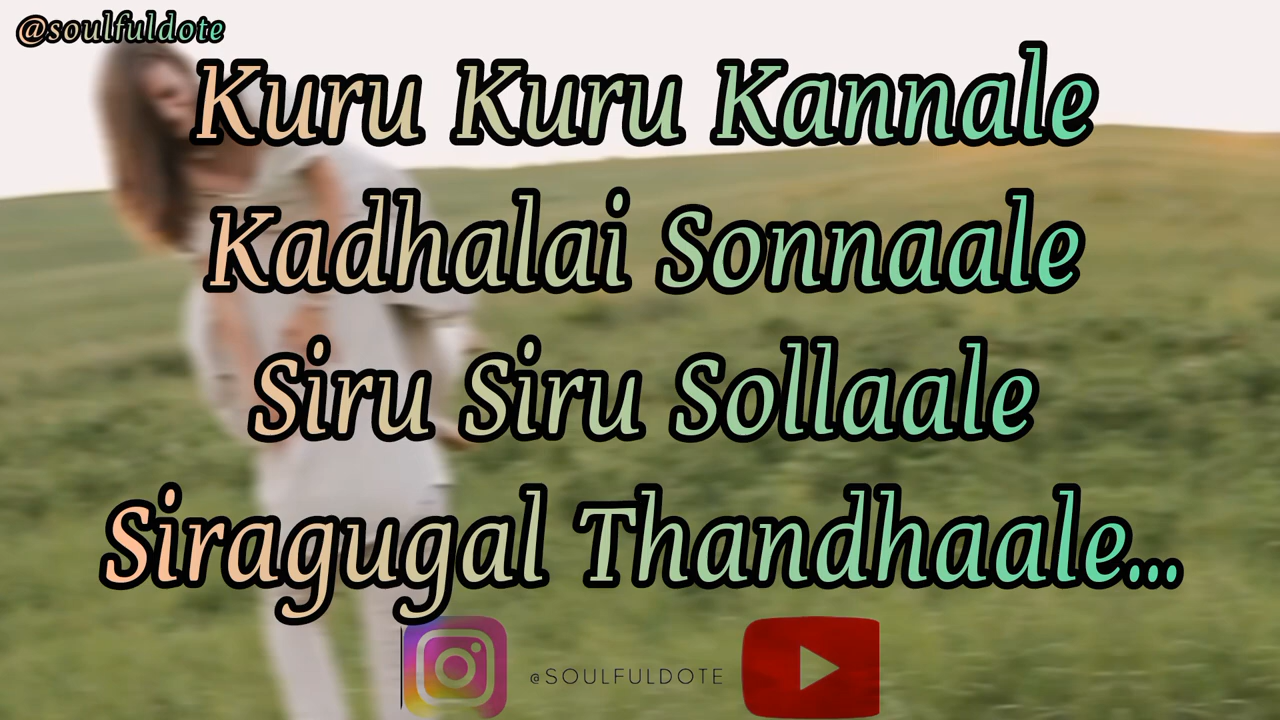 @soulfuldote
Kuru Kuru Kannale
Kadhalai Sonnaale
Siru Siru Sollaale
Siragugal Thandhaale...
@SOULFULDOTE